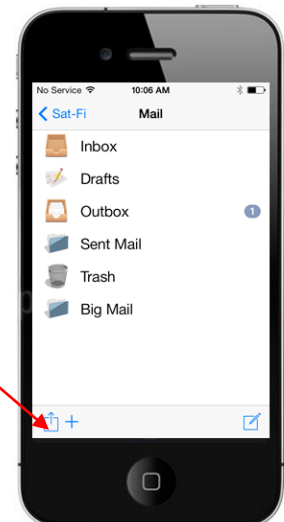 No Service 10:06 AM
Sat-Fi Mail
Inbox
Drafts
Outbox 1
Sent Mail
Trash
Big Mail